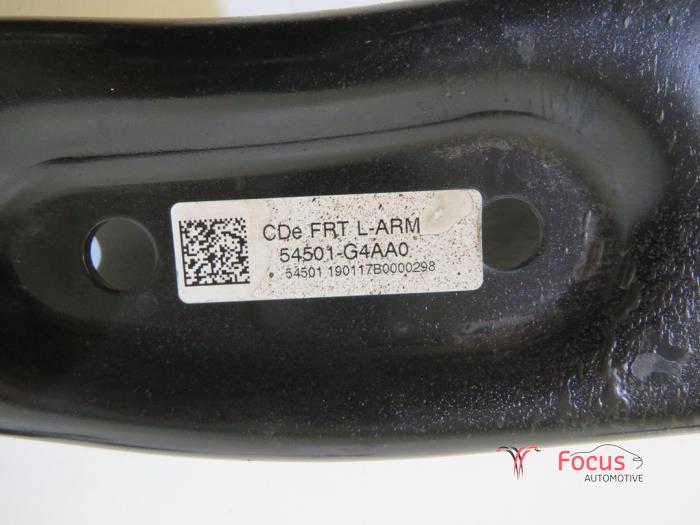 CDe FRT L-ARM
54501-G4AA0
54501 190117B0000298
Focus
AUTOMOTIVE